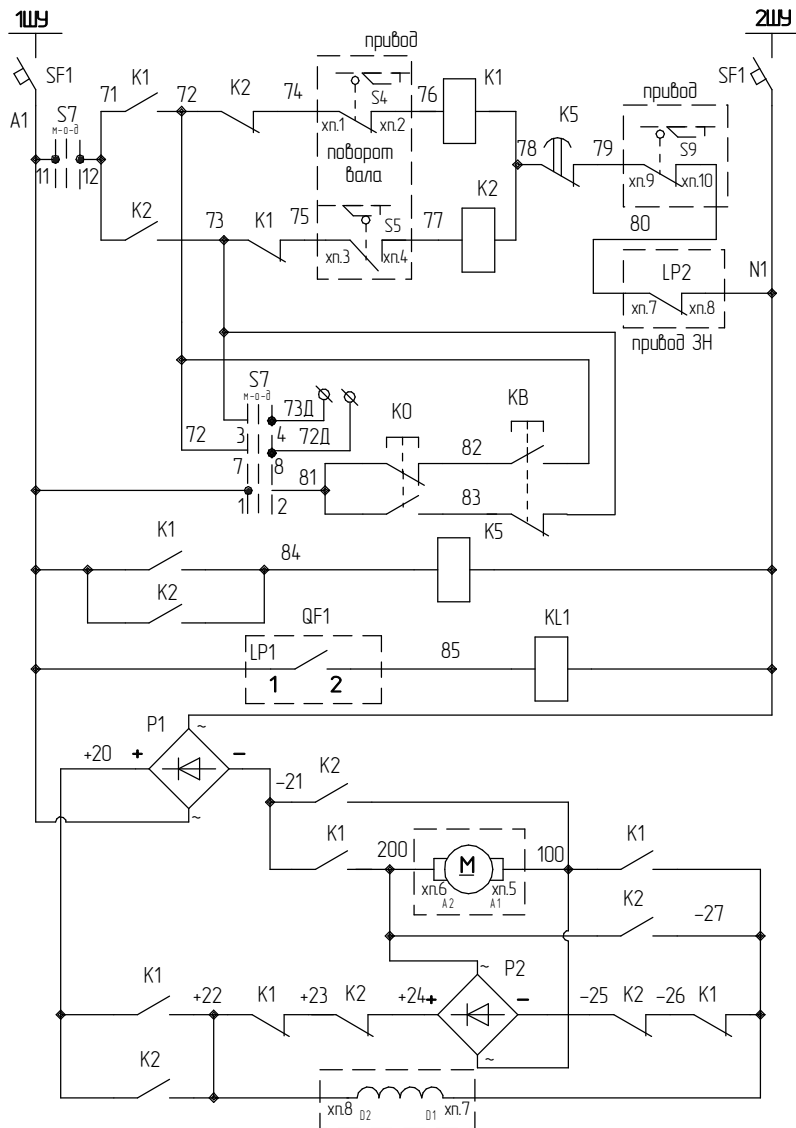 1ШУ 2ШУ
SF1 SF1
A1
S7
м-о-д
11 12
71 K1 72 K2 74
привод
S4
хп.1 хп.2
поворот
вала
76 K1
K5
78 79
привод
S9
хп.9 хп.10
K2 73 K1 75
S5
хп.3 хп.4
77 K2
80
LP2
хп.7 хп.8
привод ЗН
N1
S7
м-о-д
73Д
72 3 4 72Д
7 8
1 2
81
КО КВ
82
83
K1 84 K5
K2
QF1
LP1
1 2
85 KL1
P1
~
+20 + −
~
−21 K2
K1 200
M
хп.6 хп.5
A2 A1
100 K1
K2 −27
P2
~
K1 +22 K1 +23 K2 +24 + − −25 K2 −26 K1
~
K2
хп.8 D2 D1 хп.7